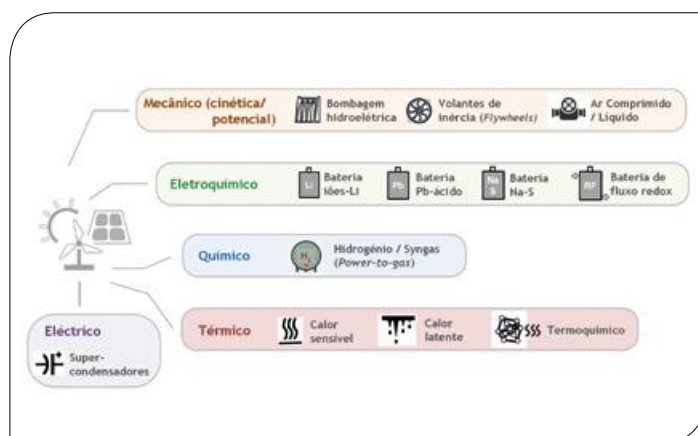 Mecânico (cinética/
potencial)
Bombagem
hidroelétrica
Volantes de
Inércia (Flywheels)
Ar Comprimido
/ Líquido
Eletroquímico
Li
Bateria
iões-Li
Pb
Bateria
Pb-ácido
Na
S
Bateria
Na-S
RF
Bateria de
fluxo redox
Químico
H2
Hidrogénio / Syngas
(Power-to-gas)
Eléctrico
Super-
condensadores
Térmico
Calor
sensível
Calor
latente
Termoquímico